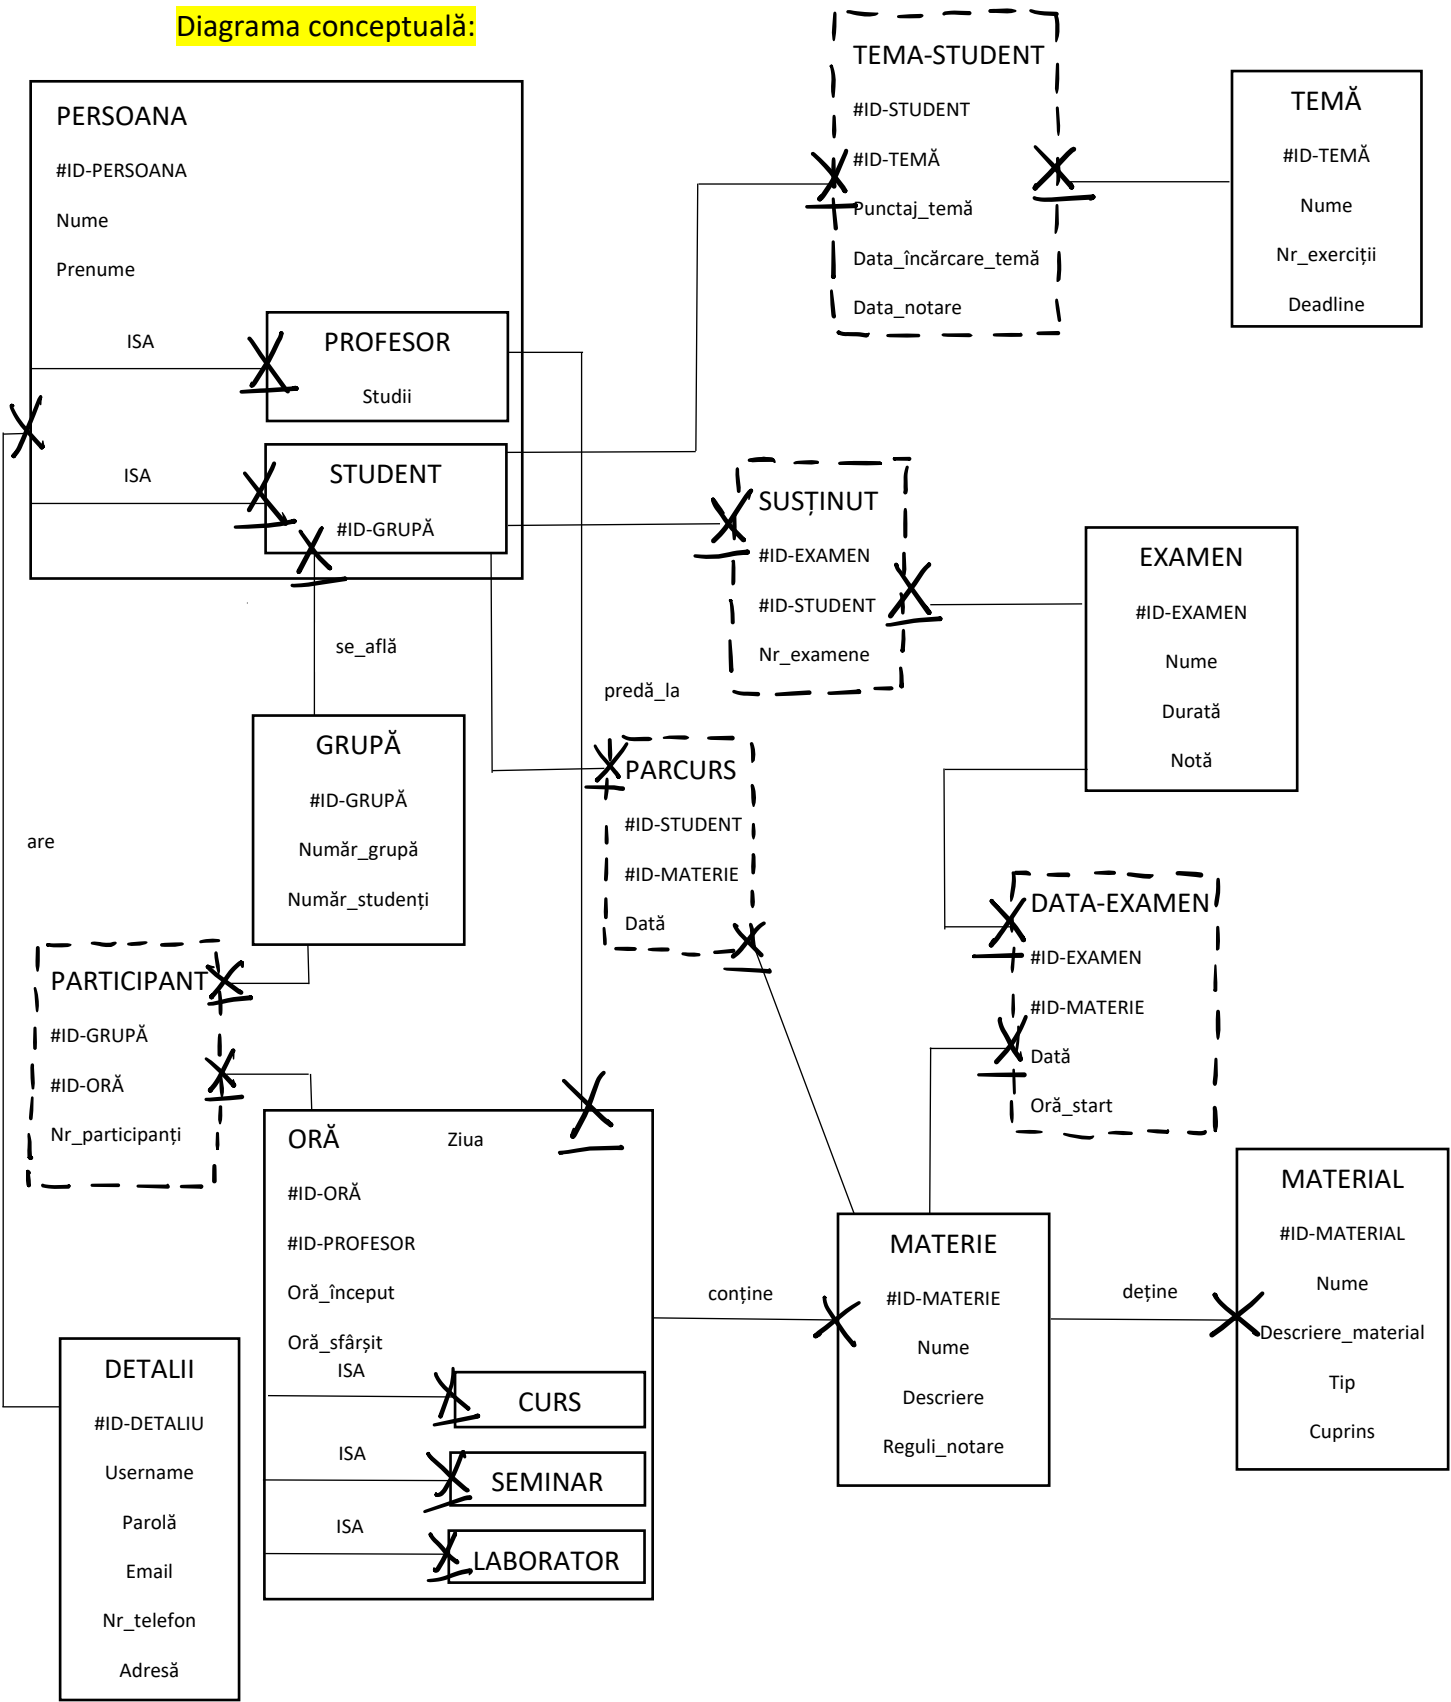 Diagrama conceptuală:
PERSOANA
#ID-PERSOANA
Nume
Prenume
ISA
PROFESOR
Studii
ISA
STUDENT
#ID-GRUPĂ
TEMA-STUDENT
#ID-STUDENT
#ID-TEMĂ
Punctaj_temă
Data_încărcare_temă
Data_notare
TEMĂ
#ID-TEMĂ
Nume
Nr_exerciții
Deadline
SUSȚINUT
#ID-EXAMEN
#ID-STUDENT
Nr_examene
EXAMEN
#ID-EXAMEN
Nume
Durată
Notă
se_află
predă_la
GRUPĂ
#ID-GRUPĂ
Număr_grupă
Număr_studenți
PARCURS
#ID-STUDENT
#ID-MATERIE
Dată
are
DATA-EXAMEN
#ID-EXAMEN
#ID-MATERIE
Dată
Oră_start
PARTICIPANT
#ID-GRUPĂ
#ID-ORĂ
Nr_participanți
ORĂ
Ziua
#ID-ORĂ
#ID-PROFESOR
Oră_început
Oră_sfârșit
ISA
CURS
ISA
SEMINAR
ISA
LABORATOR
conține
MATERIE
#ID-MATERIE
Nume
Descriere
Reguli_notare
deține
MATERIAL
#ID-MATERIAL
Nume
Descriere_material
Tip
Cuprins
DETALII
#ID-DETALIU
Username
Parolă
Email
Nr_telefon
Adresă